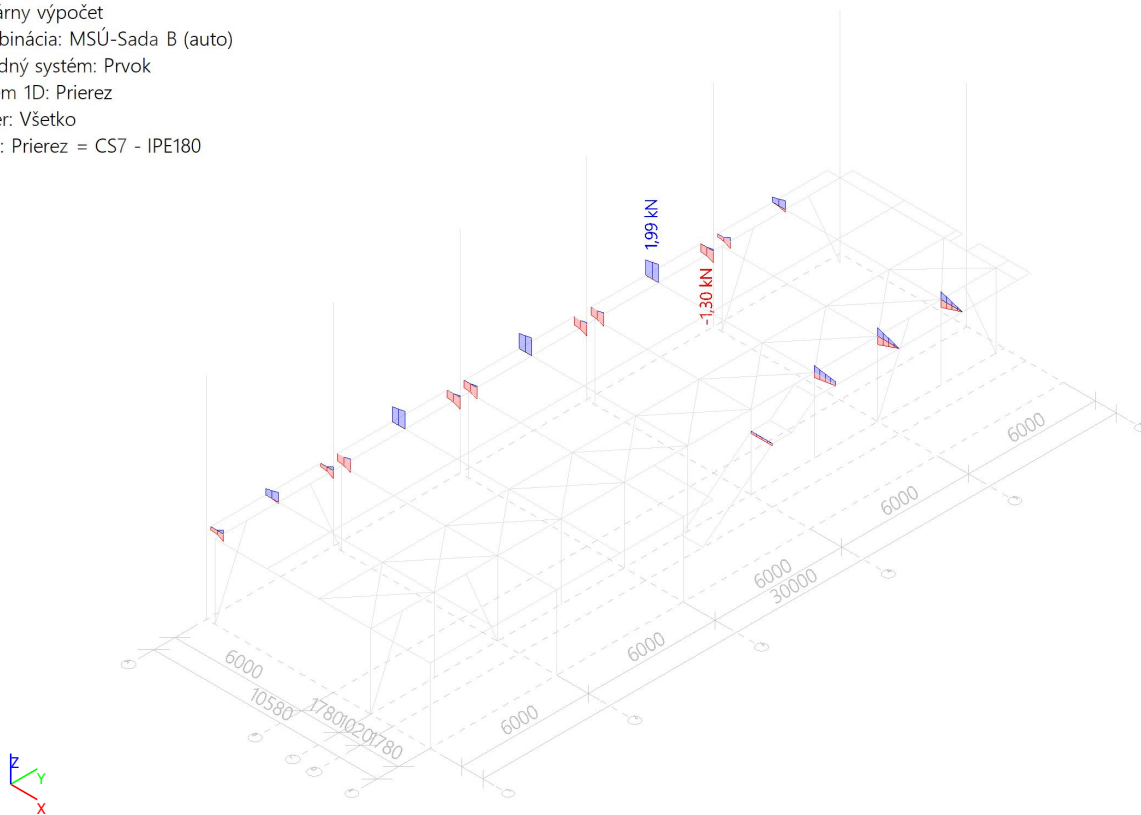 árny výpočet
binácia: MSÚ-Sada B (auto)
dný systém: Prvok
m 1D: Prierez
er: Všetko
: Prierez = CS7 - IPE180
1,99 kN
-1,30 kN
6000
6000
6000
30000
6000
6000
6000
10580
1780
1020
1780
Z
Y
X